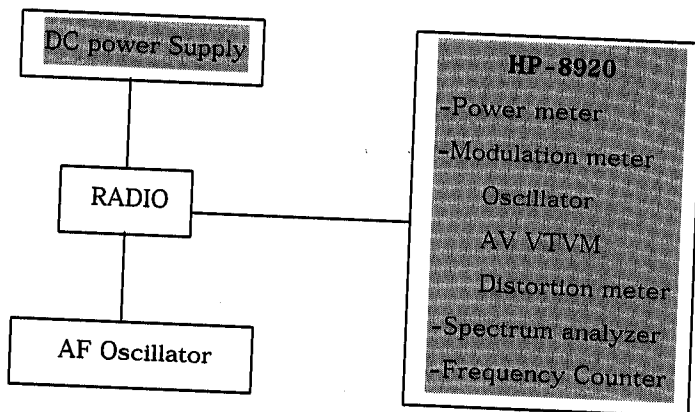 DC power Supply
RADIO
AF Oscillator
HP-8920
-Power meter
-Modulation meter
Oscillator
AV VTVM
Distortion meter
-Spectrum analyzer
-Frequency Counter